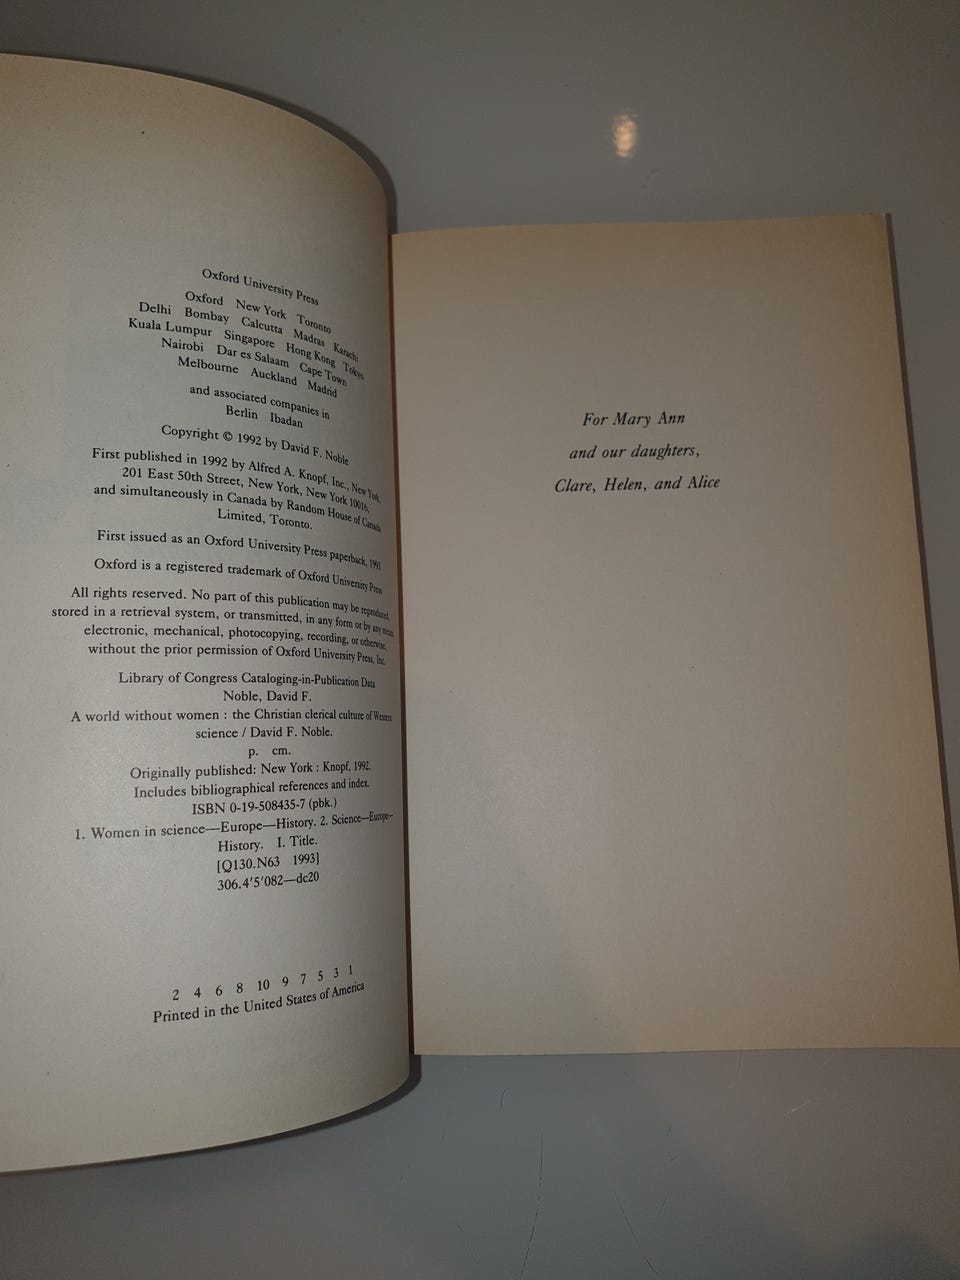 Oxford University Press
Oxford New York Toronto
Delhi Bombay Calcutta Madras Karachi
Kuala Lumpur Singapore Hong Kong Tokyo
Nairobi Dar es Salaam Cape Town
Melbourne Auckland Madrid
and associated companies in
Berlin Ibadan
Copyright © 1992 by David F. Noble
First published in 1992 by Alfred A. Knopf, Inc., New York,
201 East 50th Street, New York, New York 10016,
and simultaneously in Canada by Random House of Canada
Limited, Toronto.
First issued as an Oxford University Press paperback, 1993
Oxford is a registered trademark of Oxford University Press
All rights reserved. No part of this publication may be reproduced,
stored in a retrieval system, or transmitted, in any form or by any means,
electronic, mechanical, photocopying, recording, or otherwise,
without the prior permission of Oxford University Press, Inc.
Library of Congress Cataloging-in-Publication Data
Noble, David F.
A world without women : the Christian clerical culture of Western
science / David F. Noble.
p. cm.
Originally published: New York : Knopf, 1992.
Includes bibliographical references and index.
ISBN 0-19-508435-7 (pbk.)
1. Women in science—Europe—History. 2. Science—Europe—
History. I. Title.
[Q130.N63 1993]
306.4'5'082—dc20
2 4 6 8 10 9 7 5 3 1
Printed in the United States of America
For Mary Ann
and our daughters,
Clare, Helen, and Alice